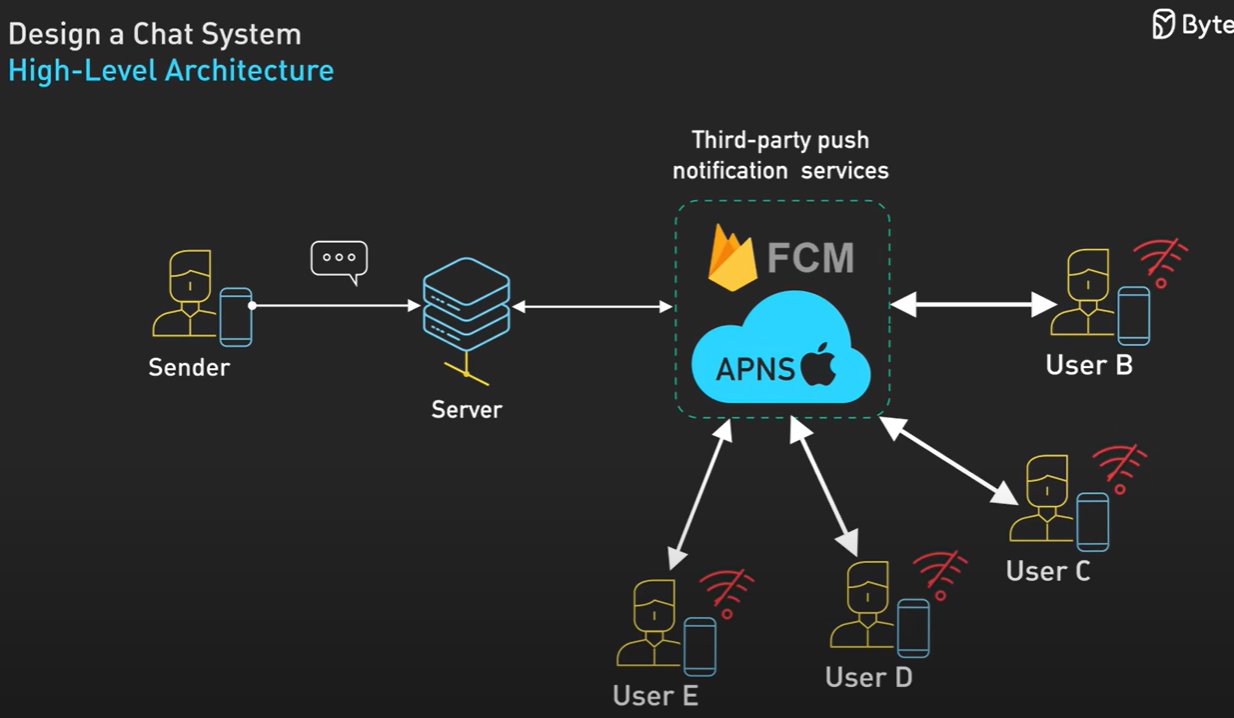 Design a Chat System
High-Level Architecture
Byte
Third-party push
notification services
FCM
APNS
Sender
Server
User B
User C
User D
User E